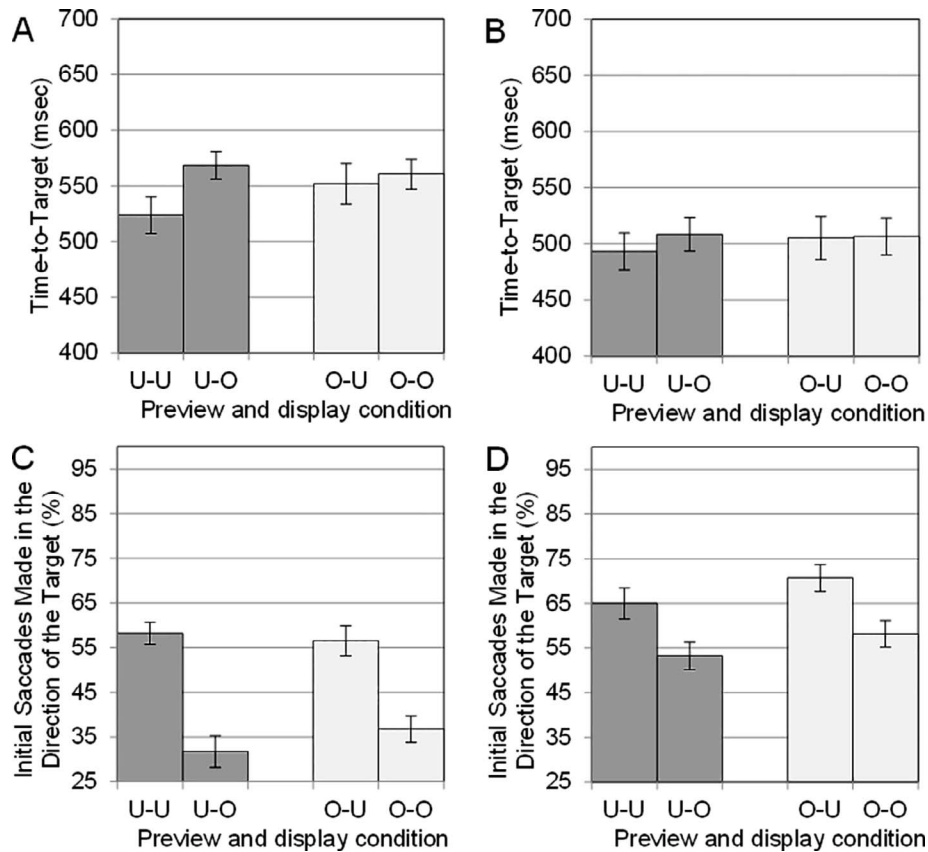 A
Time-to-Target (msec)
700
650
600
550
500
450
400
U-U U-O O-U O-O
Preview and display condition
B
Time-to-Target (msec)
700
650
600
550
500
450
400
U-U U-O O-U O-O
Preview and display condition
C
Initial Saccades Made in the
Direction of the Target (%)
95
85
75
65
55
45
35
25
U-U U-O O-U O-O
Preview and display condition
D
Initial Saccades Made in the
Direction of the Target (%)
95
85
75
65
55
45
35
25
U-U U-O O-U O-O
Preview and display condition